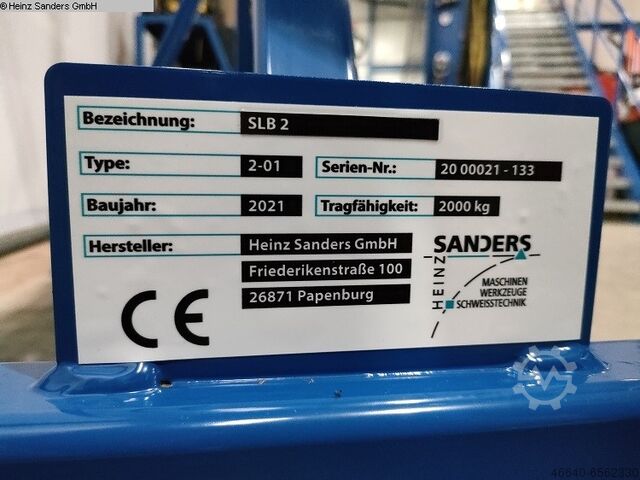 ©Heinz Sanders GmbH
Bezeichnung: SLB 2
Type: 2-01 Serien-Nr.: 20 00021 - 133
Baujahr: 2021 Tragfähigkeit: 2000 kg
Hersteller: Heinz Sanders GmbH
Friederikenstraße 100
26871 Papenburg
CE
HEINZ
SANDERS
MASCHINEN
WERKZEUGE
SCHWEISSTECHNIK
46640-6562330